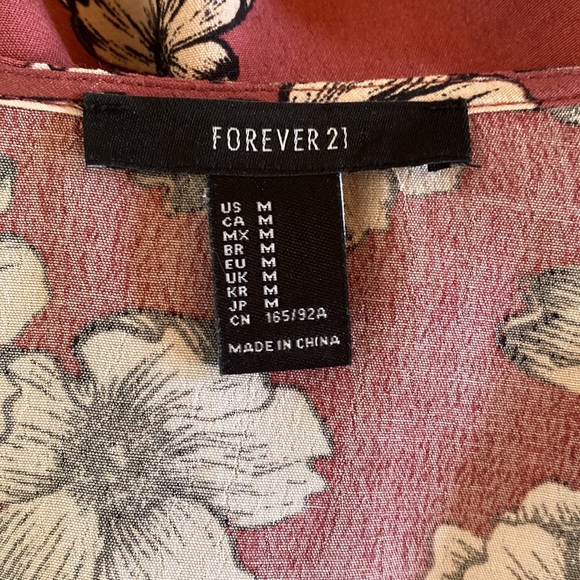 FOREVER 21
US M
CA M
MX M
BR M
EU M
UK M
KR M
JP M
CN 165/92A
MADE IN CHINA